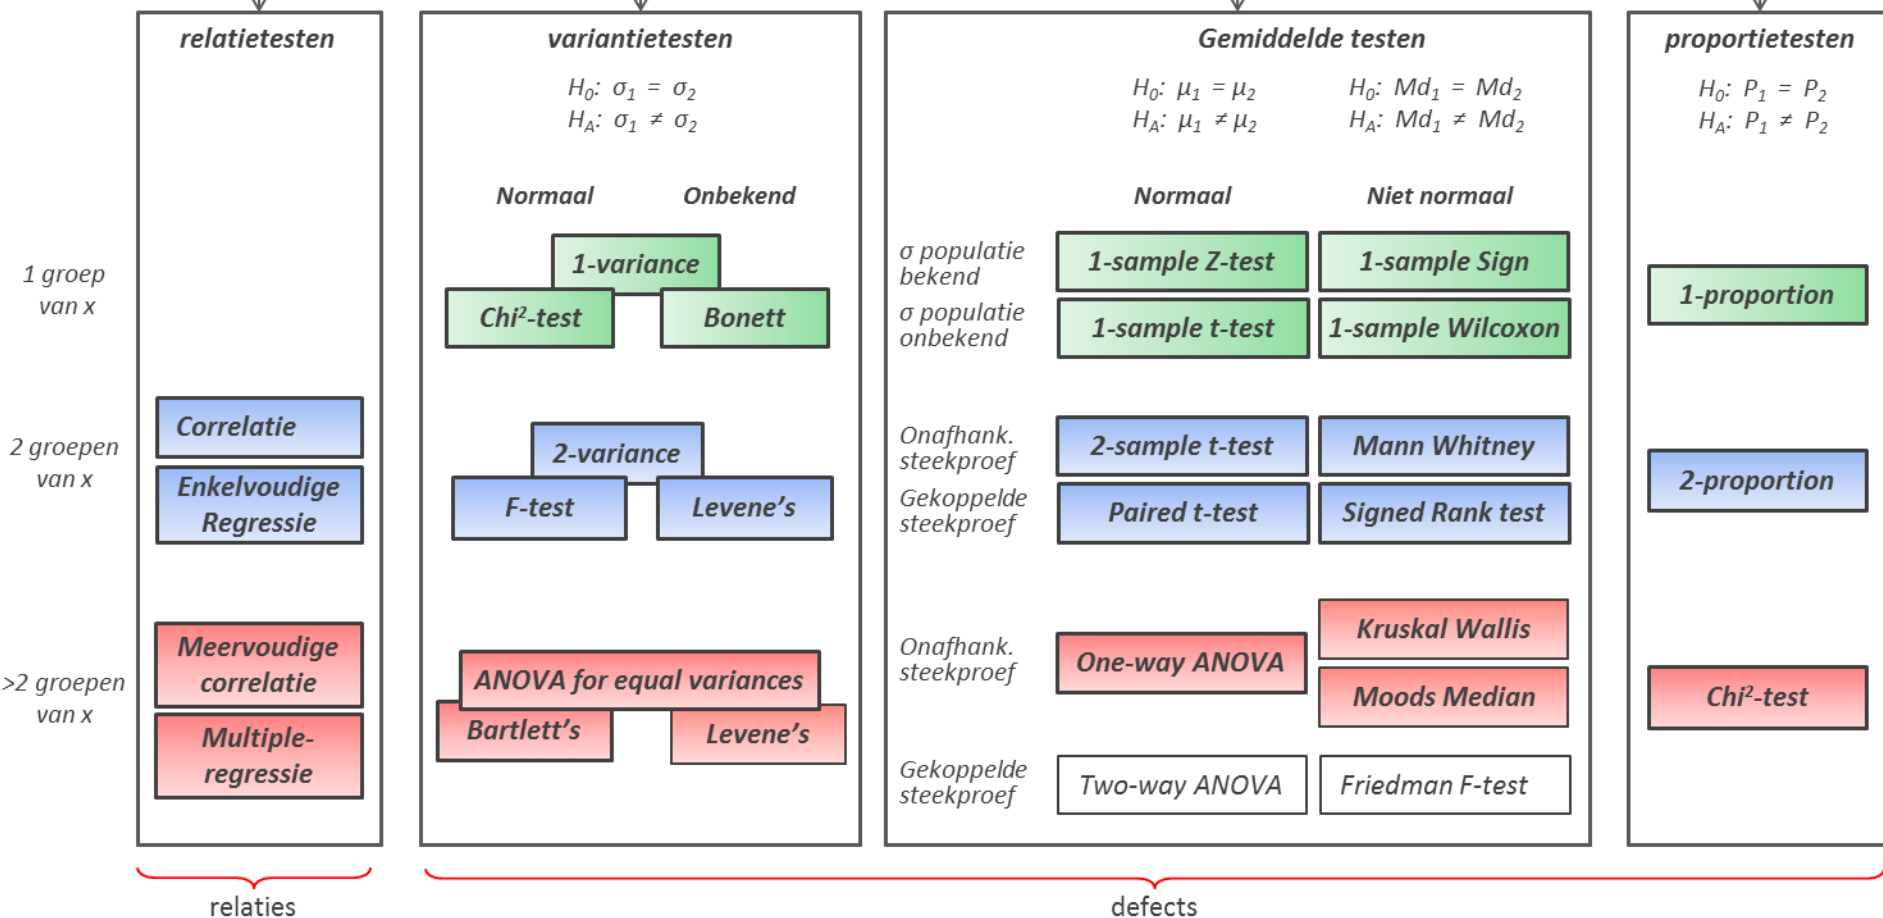 relatietesten
variantietesten
Gemiddelde testen
proportietesten
H0: σ1 = σ2
HA: σ1 ≠ σ2
H0: μ1 = μ2
HA: μ1 ≠ μ2
H0: Md1 = Md2
HA: Md1 ≠ Md2
H0: P1 = P2
HA: P1 ≠ P2
Normaal
Onbekend
Normaal
Niet normaal
1 groep
van x
1-variance
Chi²-test
Bonett
σ populatie
bekend
1-sample Z-test
1-sample Sign
σ populatie
onbekend
1-sample t-test
1-sample Wilcoxon
1-proportion
2 groepen
van x
Correlatie
Enkelvoudige
Regressie
2-variance
F-test
Levene's
Onafhank.
steekproef
2-sample t-test
Mann Whitney
Gekoppelde
steekproef
Paired t-test
Signed Rank test
2-proportion
>2 groepen
van x
Meervoudige
correlatie
Multiple-
regressie
ANOVA for equal variances
Bartlett's
Levene's
Onafhank.
steekproef
One-way ANOVA
Kruskal Wallis
Moods Median
Gekoppelde
steekproef
Two-way ANOVA
Friedman F-test
Chi²-test
relaties
defects